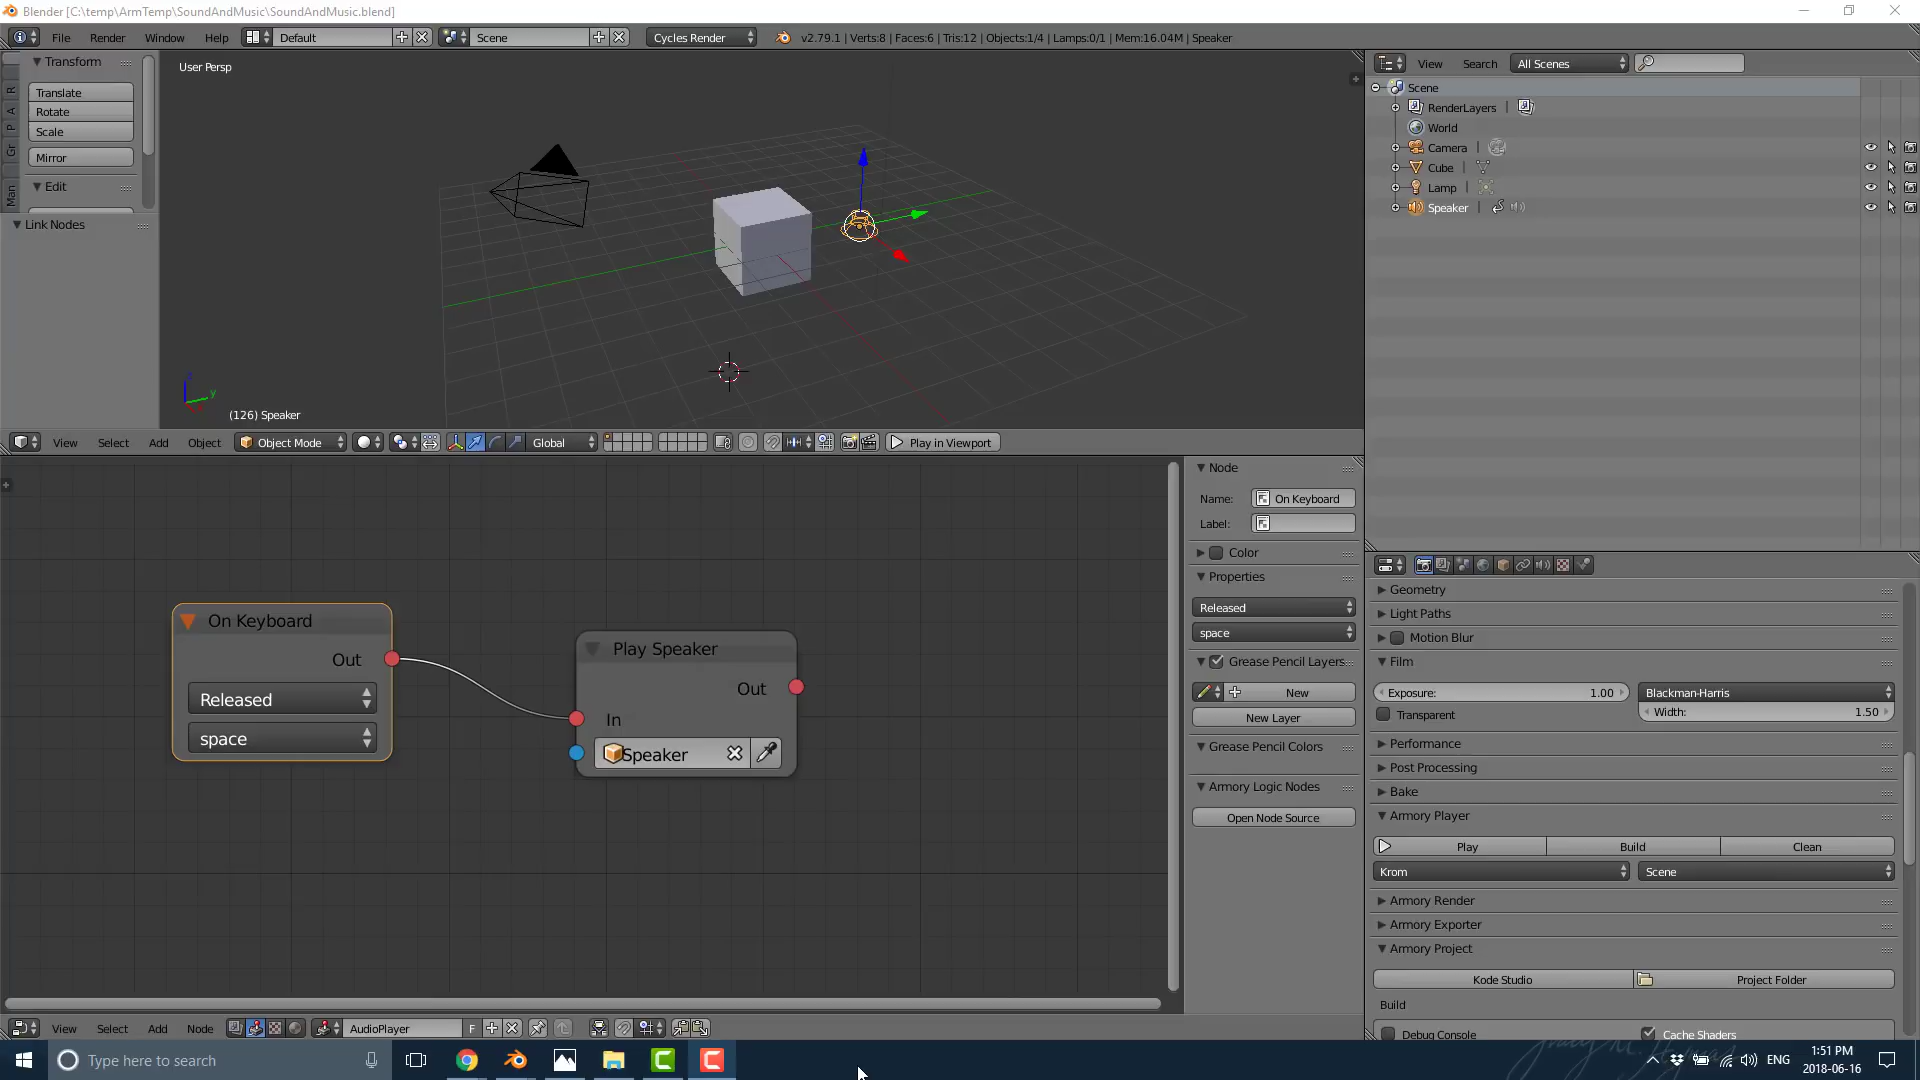 Blender [C:\temp\ArmTemp\SoundAndMusic\SoundAndMusic.blend]
File Render Window Help Default Scene Cycles Render v2.79.1 | Verts:8 | Faces:6 | Tris:12 | Objects:1/4 | Lamps:0/1 | Mem:16.04M | Speaker
Transform
Translate
Rotate
Scale
Mirror
Edit
Link Nodes
R
A
P
Gr
Man
User Persp
z
y
(126) Speaker
View Select Add Object Object Mode Global Play in Viewport
View Search All Scenes
Scene
RenderLayers |
World
Camera |
Cube |
Lamp |
Speaker |
On Keyboard
Out
Released
space
Play Speaker
Out
In
Speaker
Node
Name: On Keyboard
Label:
Color
Properties
Released
space
Grease Pencil Layers
New
New Layer
Grease Pencil Colors
Armory Logic Nodes
Open Node Source
Geometry
Light Paths
Motion Blur
Film
Exposure: 1.00 Blackman-Harris
Transparent Width: 1.50
Performance
Post Processing
Bake
Armory Player
Play Build Clean
Krom Scene
Armory Render
Armory Exporter
Armory Project
Kode Studio Project Folder
Build
Debug Console Cache Shaders
View Select Add Node AudioPlayer F
Type here to search
ENG
1:51 PM
2018-06-16